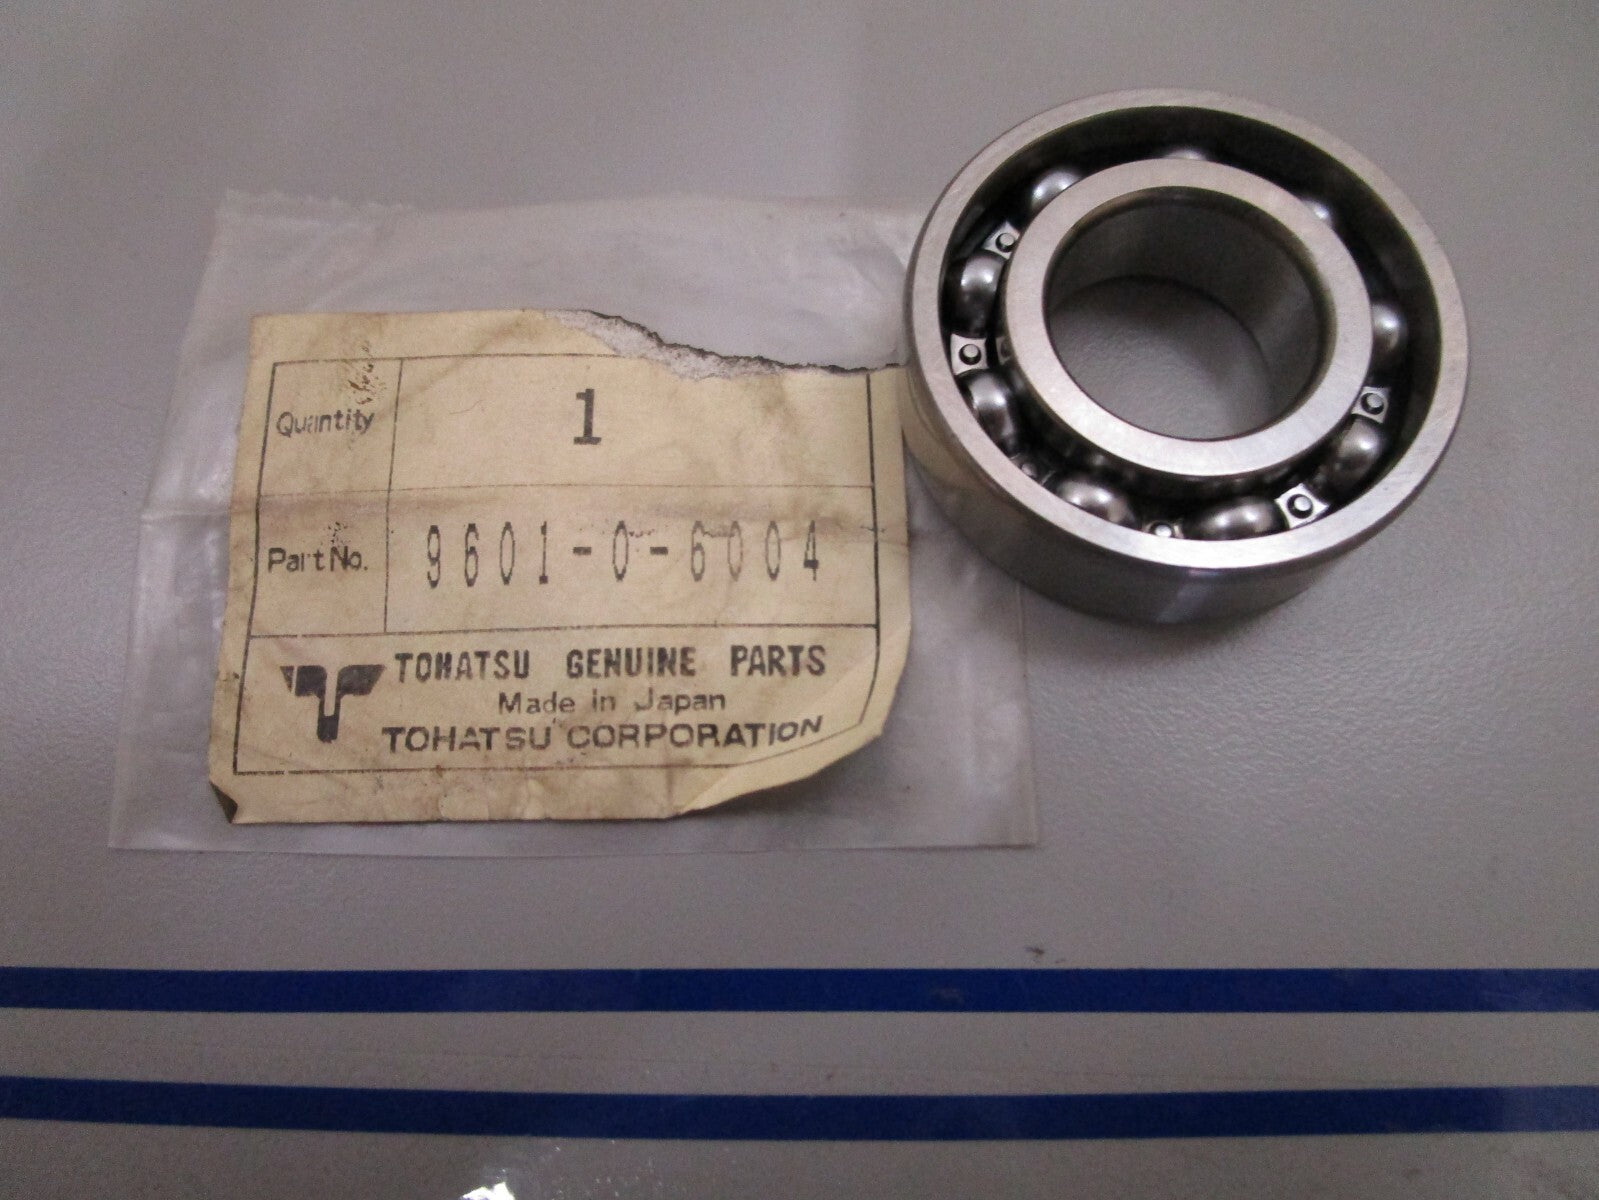 Quantity 1
Part No. 9601-0-6004
TOHATSU GENUINE PARTS
Made in Japan
TOHATSU CORPORATION